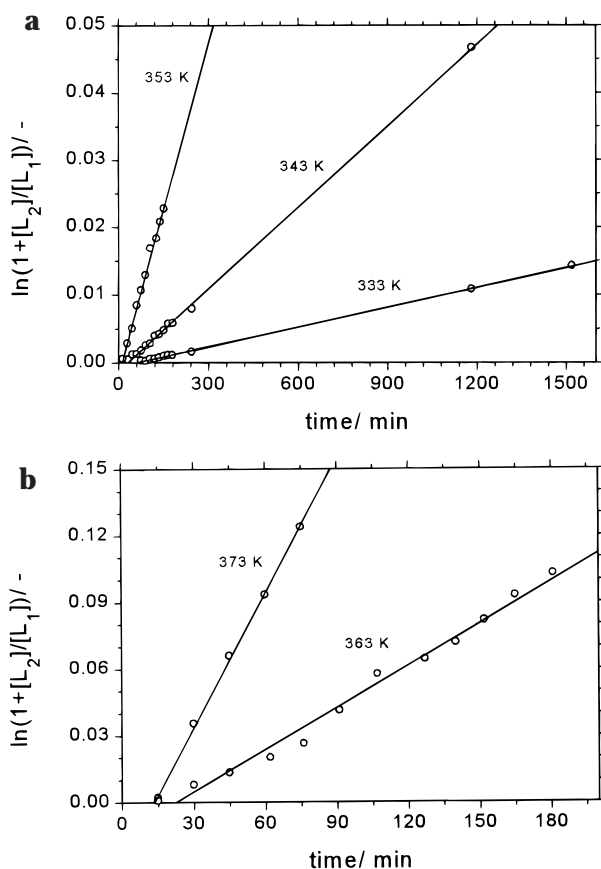 a
0.05
0.04
0.03
0.02
0.01
0.00
ln(1+[L2]/[L1])/ -
353 K
343 K
333 K
0 300 600 900 1200 1500
time/ min
b
0.15
0.12
0.09
0.06
0.03
0.00
ln(1+[L2]/[L1])/ -
373 K
363 K
0 30 60 90 120 150 180
time/ min